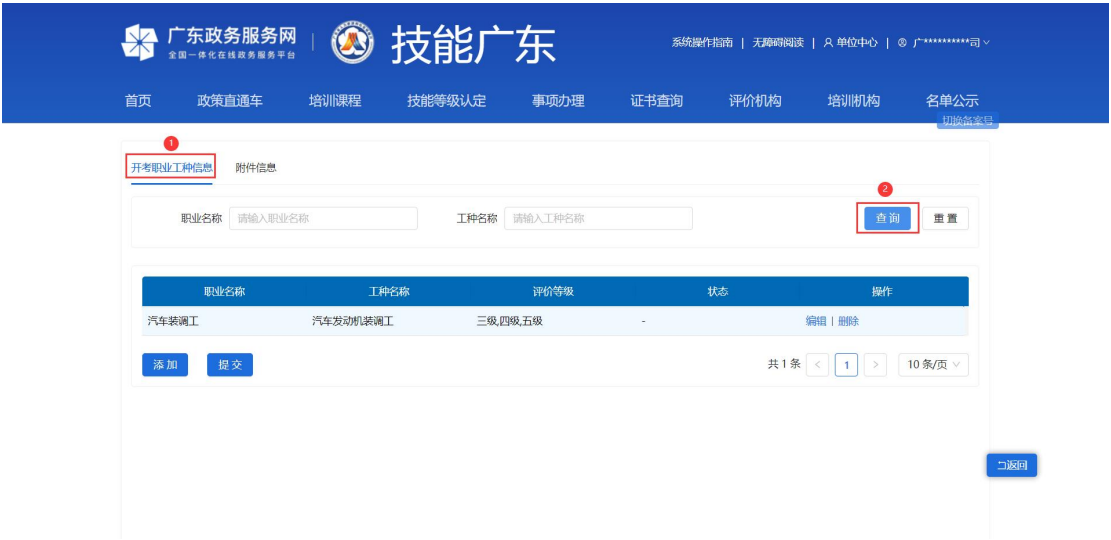 广东政务服务网
全国一体化在线政务服务平台
技能广东
系统操作指南 | 无障碍阅读 | 单位中心 | 广**********司
首页 政策直通车 培训课程 技能等级认定 事项办理 证书查询 评价机构 培训机构 名单公示
切换备案号
1
开考职业工种信息 附件信息
2
职业名称 请输入职业名称 工种名称 请输入工种名称 查询 重置
职业名称 工种名称 评价等级 状态 操作
汽车装调工 汽车发动机装调工 三级,四级,五级 - 编辑 | 删除
添加 提交 共1条 < 1 > 10条/页
返回